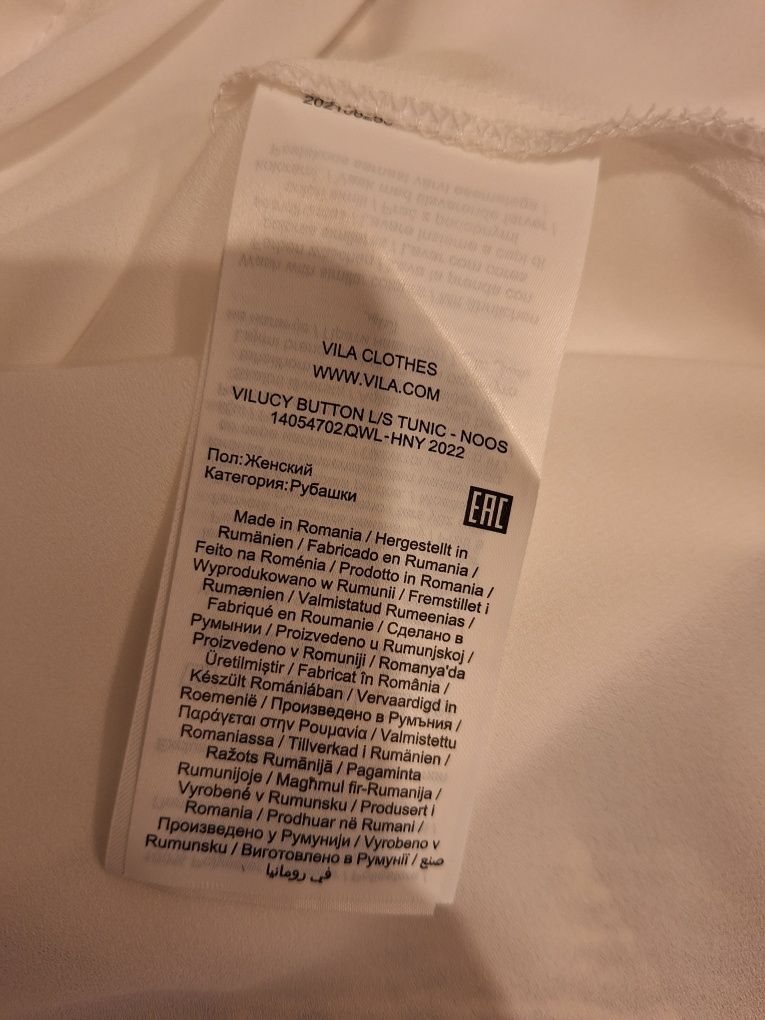 VILA CLOTHES
WWW.VILA.COM
VILUCY BUTTON L/S TUNIC - NOOS
14054702/QWL-HNY 2022
Пол:Женский
Категория:Рубашки
EAC
Made in Romania / Hergestellt in
Rumänien / Fabricado en Rumania /
Feito na Roménia / Prodotto in Romania /
Wyprodukowano w Rumunii / Fremstillet i
Rumænien / Valmistatud Rumeenias /
Fabriqué en Roumanie / Сделано в
Румынии / Proizvedeno u Rumunjskoj /
Proizvedeno v Romuniji / Romanya'da
Üretilmiştir / Fabricat în România /
Készült Romániában / Vervaardigd in
Roemenië / Произведено в Румъния /
Παράγεται στην Ρουμανία / Valmistettu
Romaniassa / Tillverkad i Rumänien /
Ražots Rumānijā / Pagaminta
Rumunijoje / Magħmul fir-Rumanija /
Vyrobené v Rumunsku / Produsert i
Romania / Prodhuar në Rumani /
Произведено у Румунији / Vyrobeno v
Rumunsku / Виготовлено в Румунії / صنع
في رومانيا